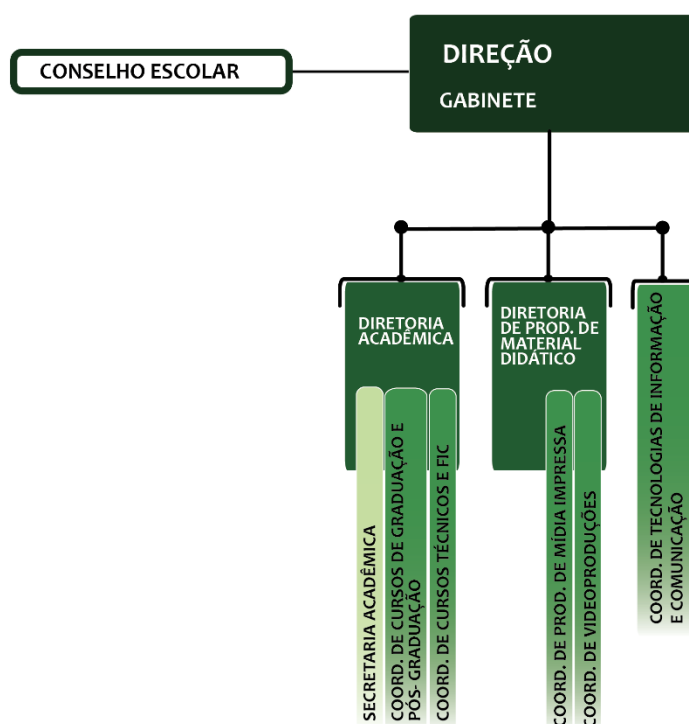 CONSELHO ESCOLAR
DIREÇÃO
GABINETE
DIRETORIA
ACADÊMICA
SECRETARIA ACADÊMICA
COORD. DE CURSOS DE GRADUAÇÃO E
PÓS- GRADUAÇÃO
COORD. DE CURSOS TÉCNICOS E FIC
DIRETORIA
DE PROD. DE
MATERIAL
DIDÁTICO
COORD. DE PROD. DE MÍDIA IMPRESSA
COORD. DE VIDEOPRODUÇÕES
COORD. DE TECNOLOGIAS DE INFORMAÇÃO
E COMUNICAÇÃO